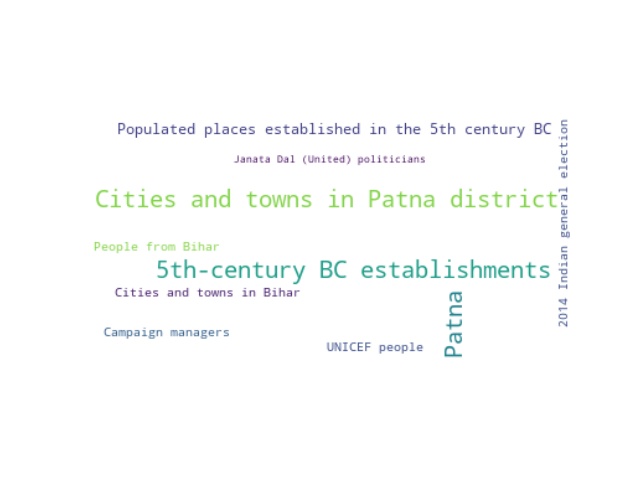 Populated places established in the 5th century BC
Janata Dal (United) politicians
Cities and towns in Patna district
People from Bihar
5th-century BC establishments
Cities and towns in Bihar
Campaign managers
UNICEF people
Patna
2014 Indian general election